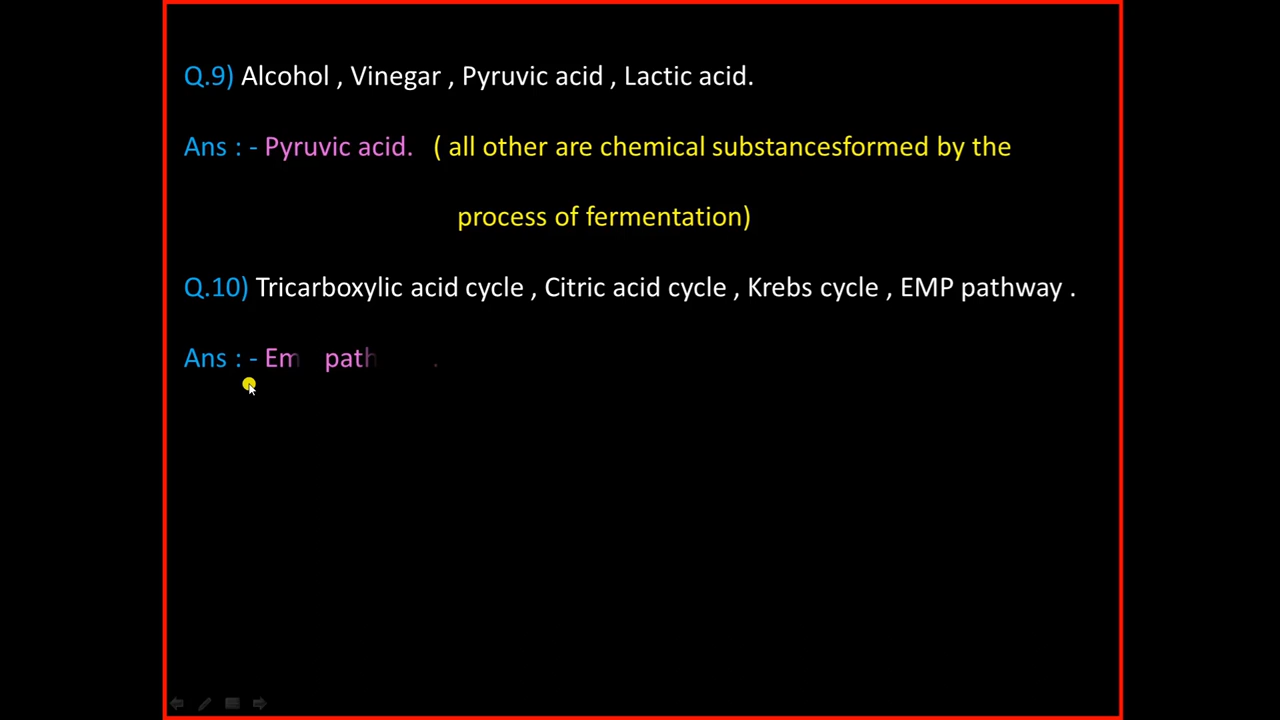 Q.9) Alcohol , Vinegar , Pyruvic acid , Lactic acid.
Ans : - Pyruvic acid. ( all other are chemical substancesformed by the
process of fermentation)
Q.10) Tricarboxylic acid cycle , Citric acid cycle , Krebs cycle , EMP pathway .
Ans : -